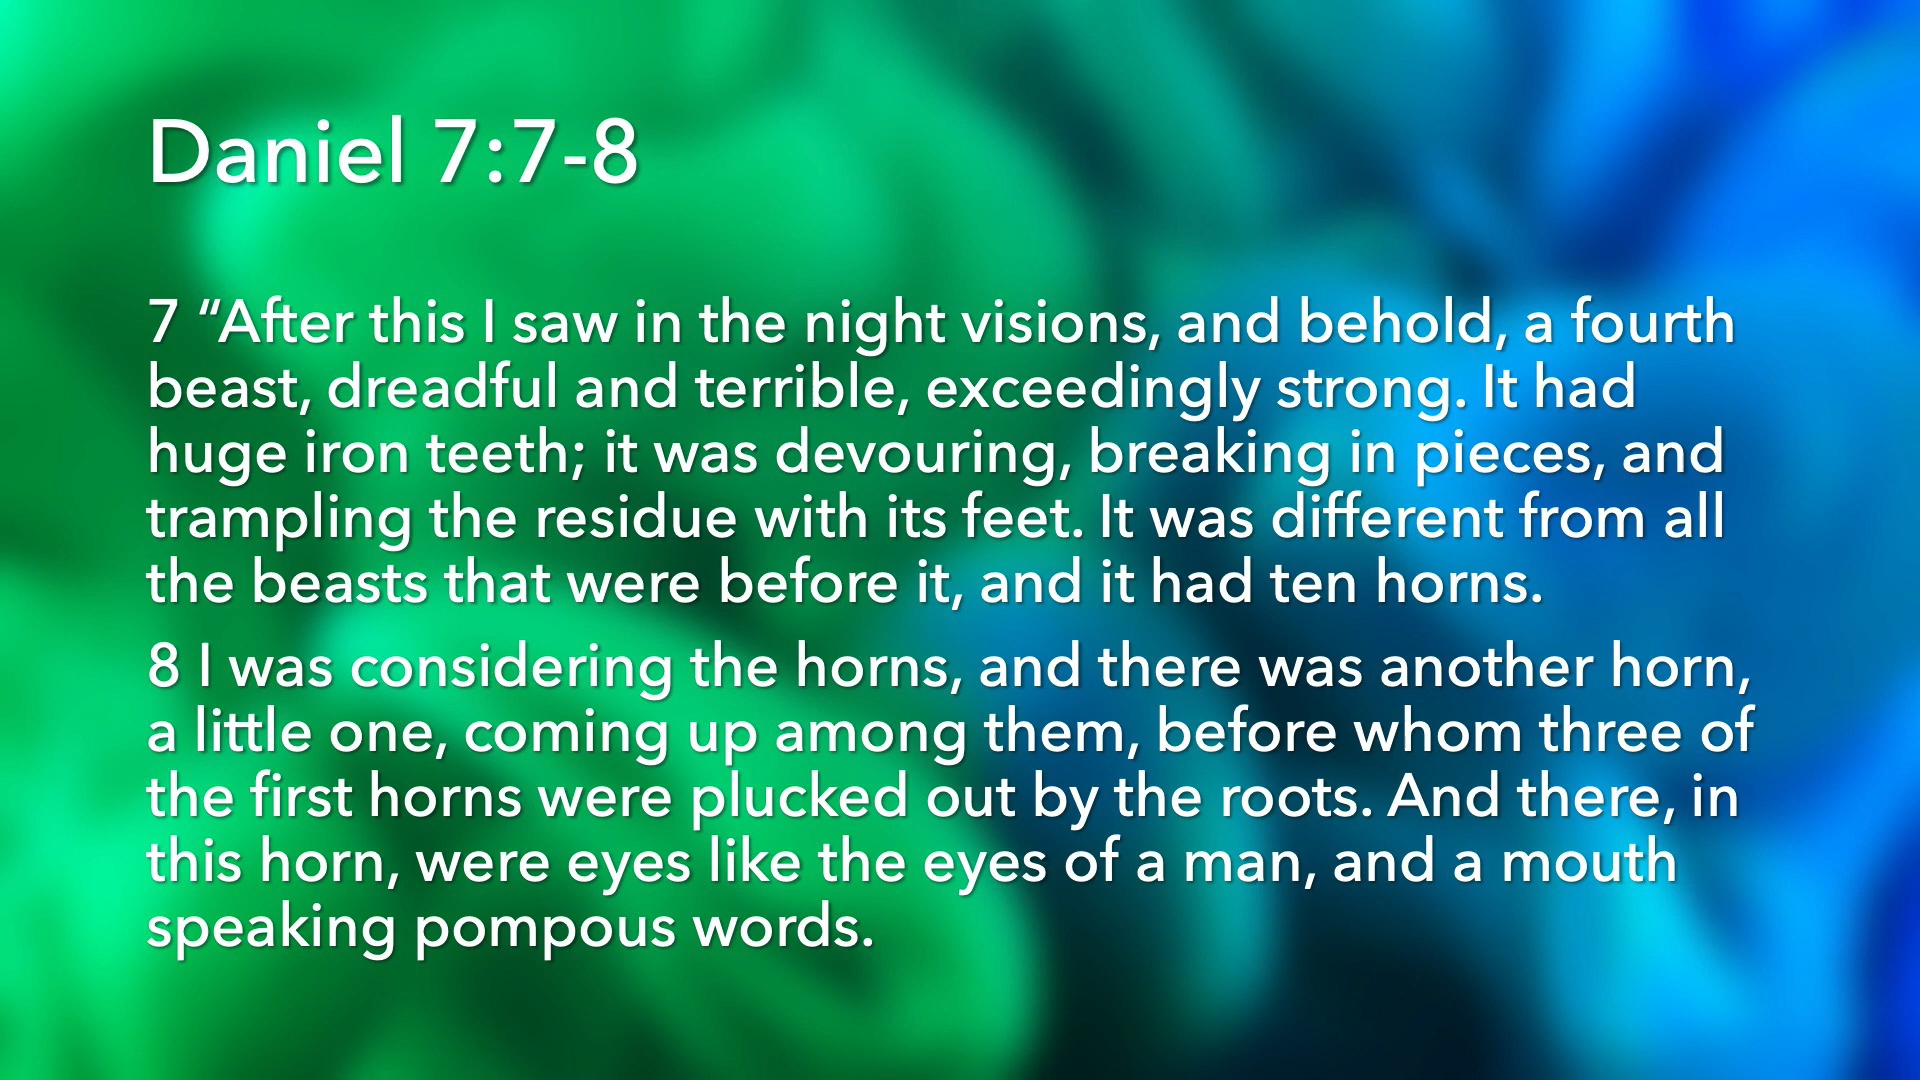 Daniel 7:7-8
7 “After this I saw in the night visions, and behold, a fourth
beast, dreadful and terrible, exceedingly strong. It had
huge iron teeth; it was devouring, breaking in pieces, and
trampling the residue with its feet. It was different from all
the beasts that were before it, and it had ten horns.
8 I was considering the horns, and there was another horn,
a little one, coming up among them, before whom three of
the first horns were plucked out by the roots. And there, in
this horn, were eyes like the eyes of a man, and a mouth
speaking pompous words.